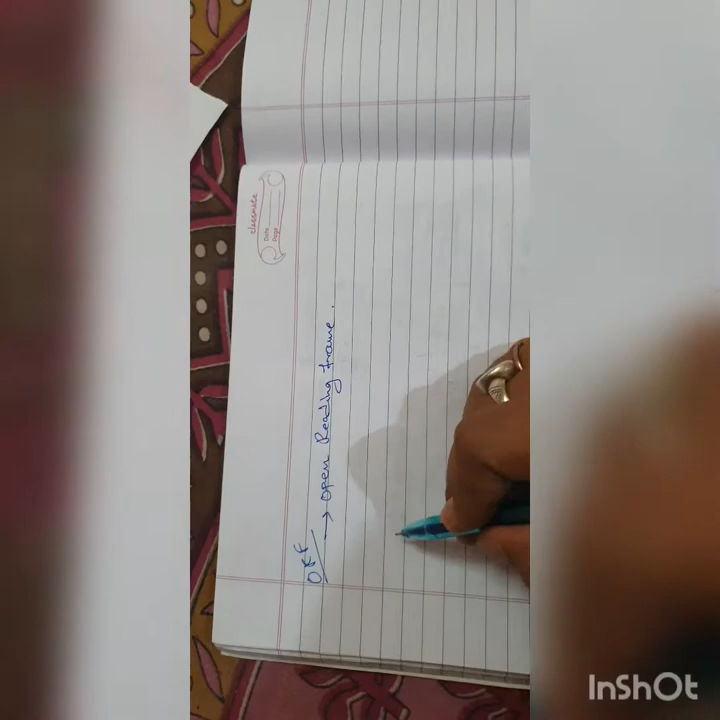 classmate
Date
Page
ORF → open Reading frame.
InShOt